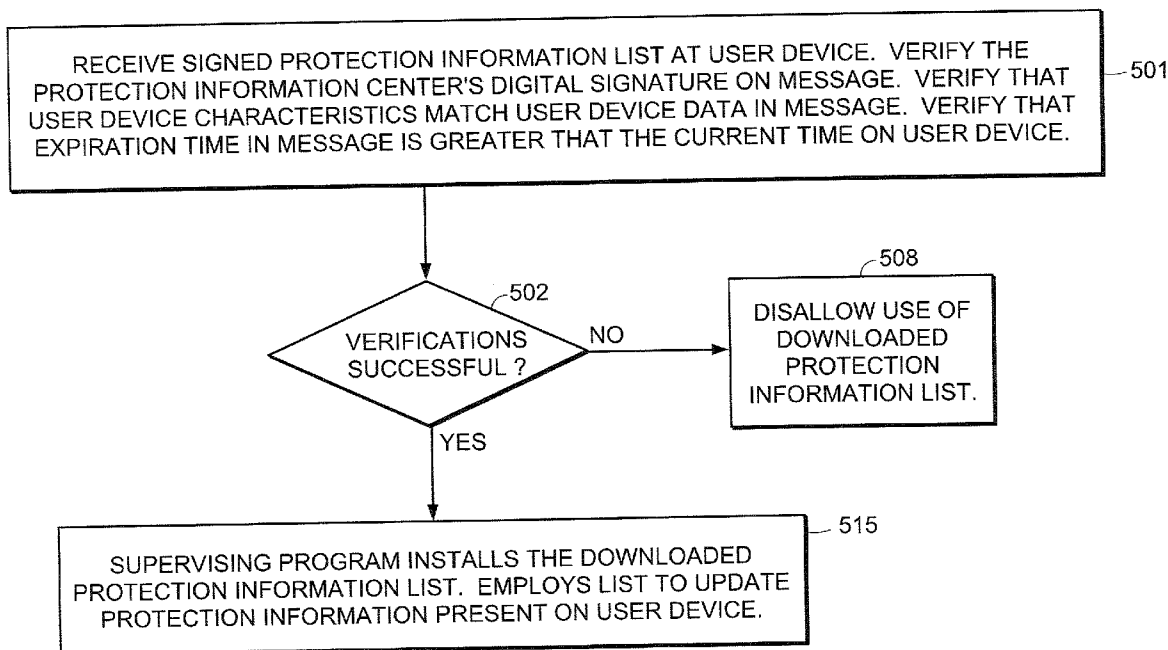 RECEIVE SIGNED PROTECTION INFORMATION LIST AT USER DEVICE. VERIFY THE
PROTECTION INFORMATION CENTER'S DIGITAL SIGNATURE ON MESSAGE. VERIFY THAT
USER DEVICE CHARACTERISTICS MATCH USER DEVICE DATA IN MESSAGE. VERIFY THAT
EXPIRATION TIME IN MESSAGE IS GREATER THAT THE CURRENT TIME ON USER DEVICE.
501
502
VERIFICATIONS
SUCCESSFUL ?
NO
508
DISALLOW USE OF
DOWNLOADED
PROTECTION
INFORMATION LIST.
YES
515
SUPERVISING PROGRAM INSTALLS THE DOWNLOADED
PROTECTION INFORMATION LIST. EMPLOYS LIST TO UPDATE
PROTECTION INFORMATION PRESENT ON USER DEVICE.